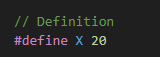 // Definition
#define X 20